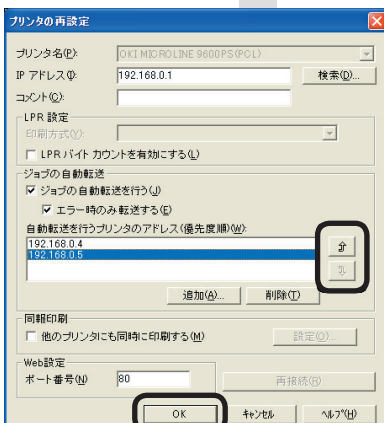 プリンタの再設定
プリンタ名(P): OKI MICROLINE 9600PS(PCL)
IP アドレス(I): 192.168.0.1 検索(D)...
コメント(C):
LPR 設定
印刷方式(Y):
LPR バイト カウントを有効にする(L)
ジョブの自動転送
ジョブの自動転送を行う(J)
エラー時のみ転送する(E)
自動転送を行うプリンタのアドレス(優先度順)(W):
192.168.0.4
192.168.0.5
追加(A)... 削除(T)
同報印刷
他のプリンタにも同時に印刷する(M) 設定(O)...
Web設定
ポート番号(N) 80 再接続(R)
OK キャンセル ヘルプ(H)